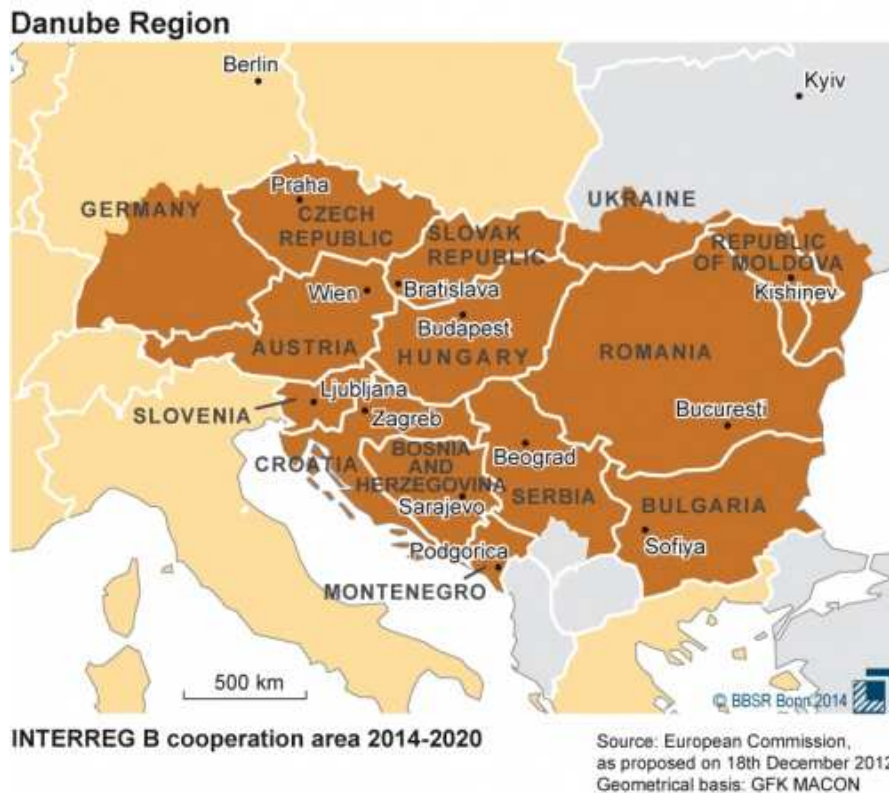 Danube Region
Berlin
Kyiv
Praha
GERMANY
CZECH
REPUBLIC
UKRAINE
SLOVAK
REPUBLIC
REPUBLIC
OF MOLDOVA
Kishinev
Wien
Bratislava
Budapest
AUSTRIA
HUNGARY
ROMANIA
Ljubljana
SLOVENIA
Zagreb
Bucuresti
CROATIA
BOSNIA
AND
HERZEGOVINA
Beograd
SERBIA
Sarajevo
BULGARIA
Sofiya
Podgorica
MONTENEGRO
500 km
© BBSR Bonn 2014
INTERREG B cooperation area 2014-2020
Source: European Commission,
as proposed on 18th December 2012
Geometrical basis: GFK MACON